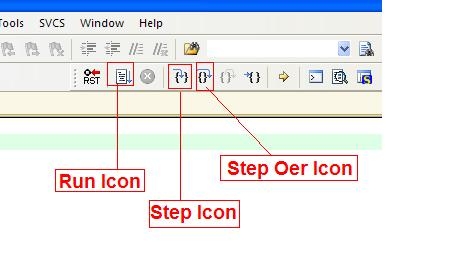 Tools SVCS Window Help
RST
Run Icon
Step Oer Icon
Step Icon